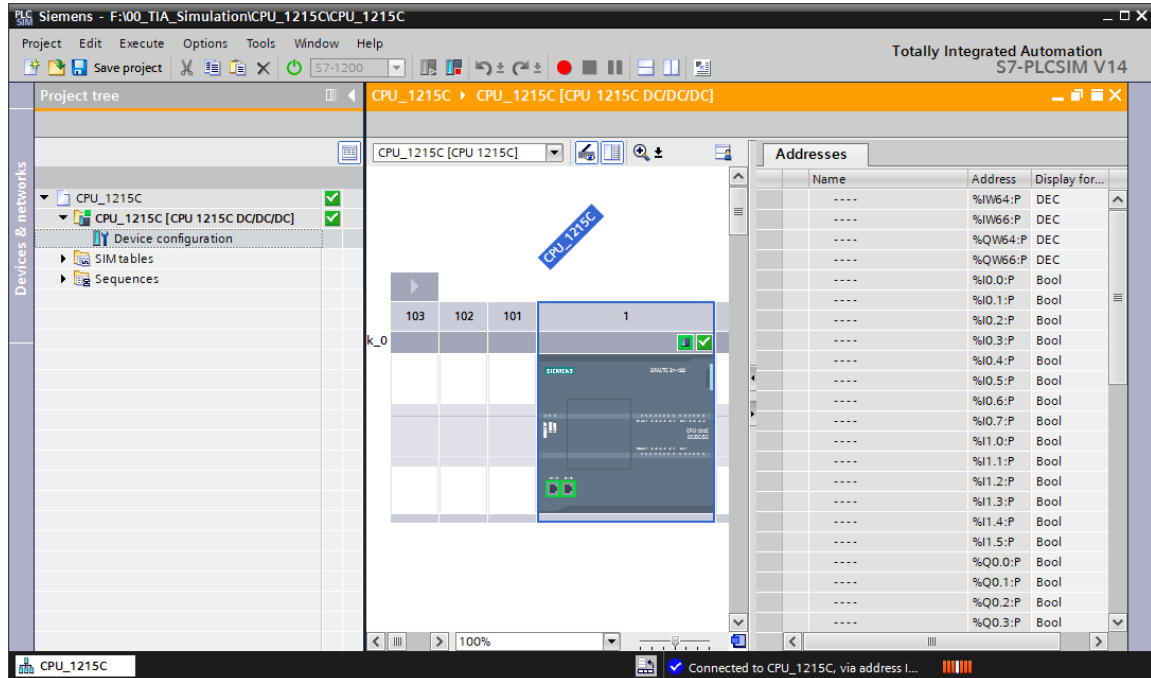 PLC SIM Siemens - F:\00_TIA_Simulation\CPU_1215C\CPU_1215C
Project Edit Execute Options Tools Window Help
Totally Integrated Automation
S7-PLCSIM V14
Save project S7-1200
Project tree
CPU_1215C CPU_1215C [CPU 1215C DC/DC/DC]
Devices & networks
CPU_1215C [CPU 1215C]
Addresses
Name Address Display for...
CPU_1215C
CPU_1215C [CPU 1215C DC/DC/DC]
Device configuration
SIM tables
Sequences
CPU_1215C
103 102 101 1
k_0
SIEMENS
---- %IW64:P DEC
---- %IW66:P DEC
---- %QW64:P DEC
---- %QW66:P DEC
---- %I0.0:P Bool
---- %I0.1:P Bool
---- %I0.2:P Bool
---- %I0.3:P Bool
---- %I0.4:P Bool
---- %I0.5:P Bool
---- %I0.6:P Bool
---- %I0.7:P Bool
---- %I1.0:P Bool
---- %I1.1:P Bool
---- %I1.2:P Bool
---- %I1.3:P Bool
---- %I1.4:P Bool
---- %I1.5:P Bool
---- %Q0.0:P Bool
---- %Q0.1:P Bool
---- %Q0.2:P Bool
---- %Q0.3:P Bool
100%
CPU_1215C
Connected to CPU_1215C, via address I...